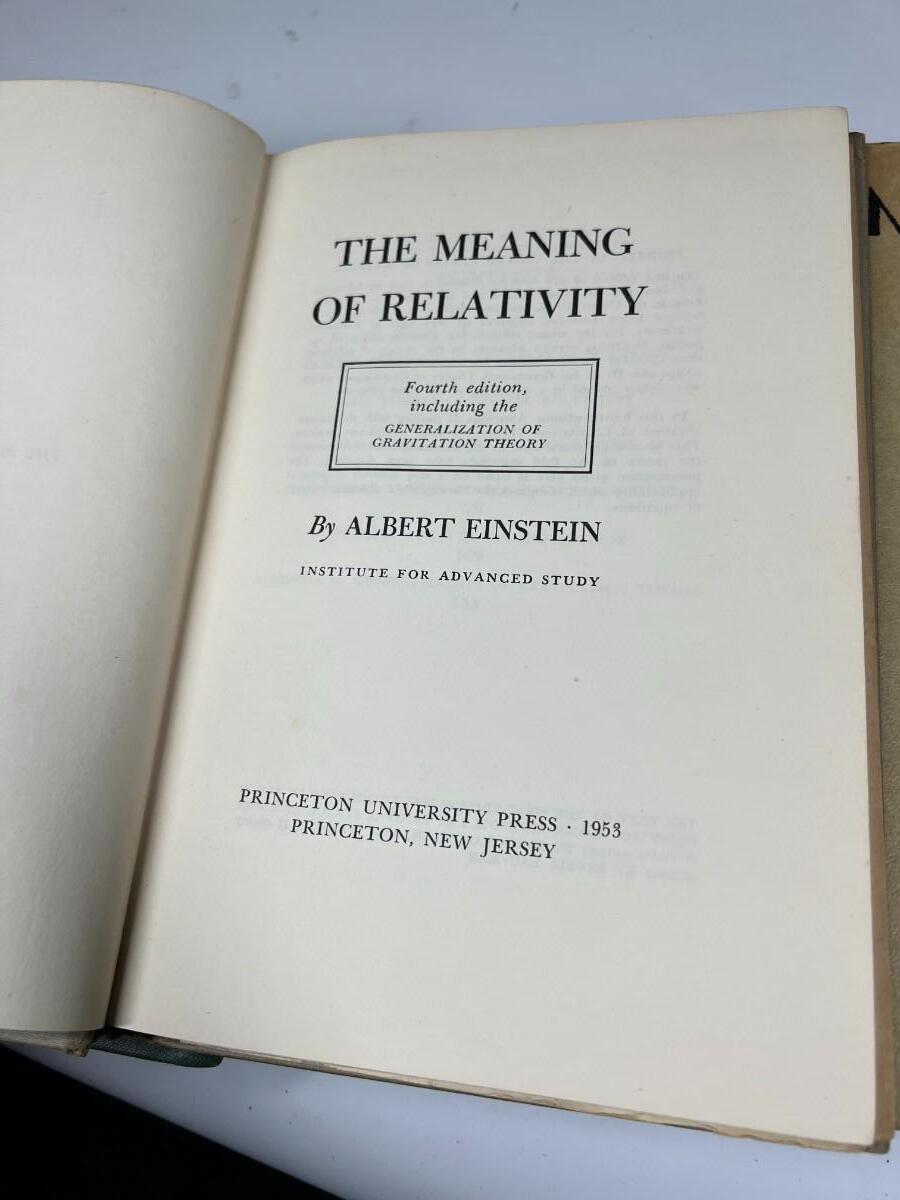 THE MEANING
OF RELATIVITY
Fourth edition,
including the
GENERALIZATION OF
GRAVITATION THEORY
By ALBERT EINSTEIN
INSTITUTE FOR ADVANCED STUDY
PRINCETON UNIVERSITY PRESS · 1953
PRINCETON, NEW JERSEY